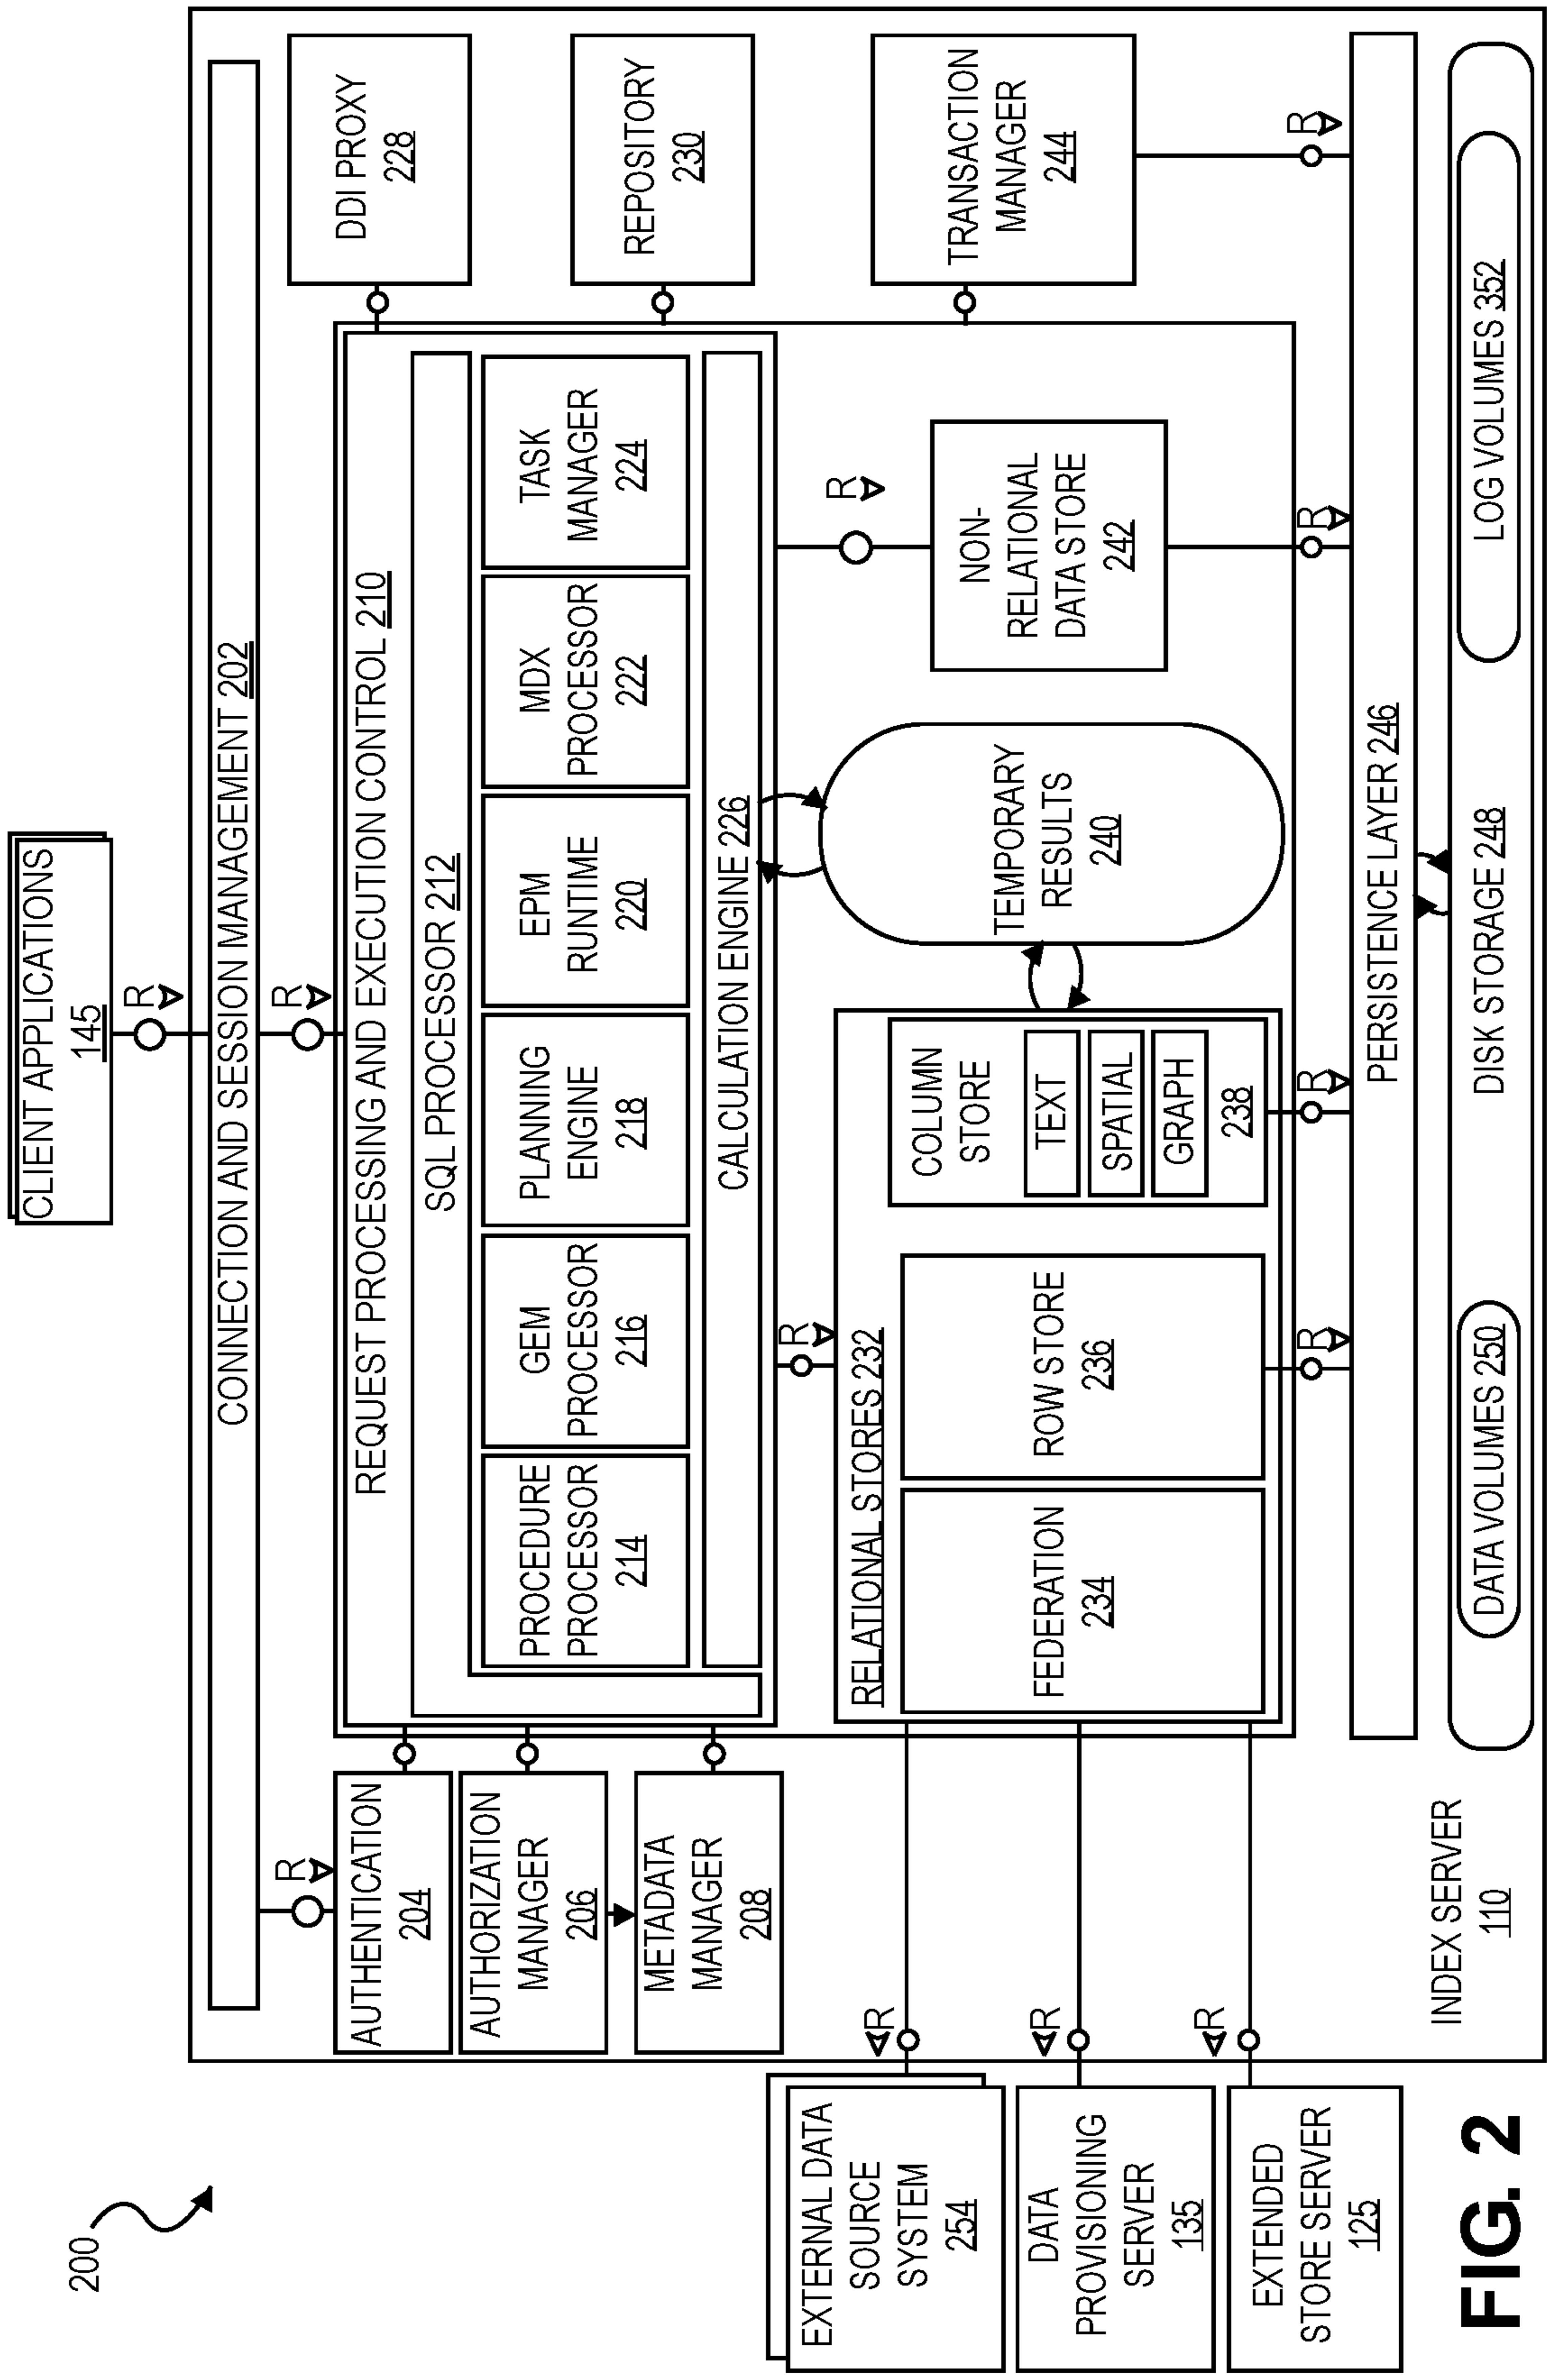 200
CLIENT APPLICATIONS
145
R
CONNECTION AND SESSION MANAGEMENT 202
R
R
AUTHENTICATION
204
AUTHORIZATION
MANAGER
206
METADATA
MANAGER
208
REQUEST PROCESSING AND EXECUTION CONTROL 210
SQL PROCESSOR 212
PROCEDURE
PROCESSOR
214
GEM
PROCESSOR
216
PLANNING
ENGINE
218
EPM
RUNTIME
220
MDX
PROCESSOR
222
TASK
MANAGER
224
CALCULATION ENGINE 226
DDI PROXY
228
REPOSITORY
230
TRANSACTION
MANAGER
244
R
R
R
RELATIONAL STORES 232
FEDERATION
234
ROW STORE
236
COLUMN
STORE
TEXT
SPATIAL
GRAPH
238
TEMPORARY
RESULTS
240
NON-
RELATIONAL
DATA STORE
242
EXTERNAL DATA
SOURCE
SYSTEM
254
R
DATA
PROVISIONING
SERVER
135
R
EXTENDED
STORE SERVER
125
R
R
R
R
PERSISTENCE LAYER 246
DATA VOLUMES 250
DISK STORAGE 248
LOG VOLUMES 352
INDEX SERVER
110
FIG. 2